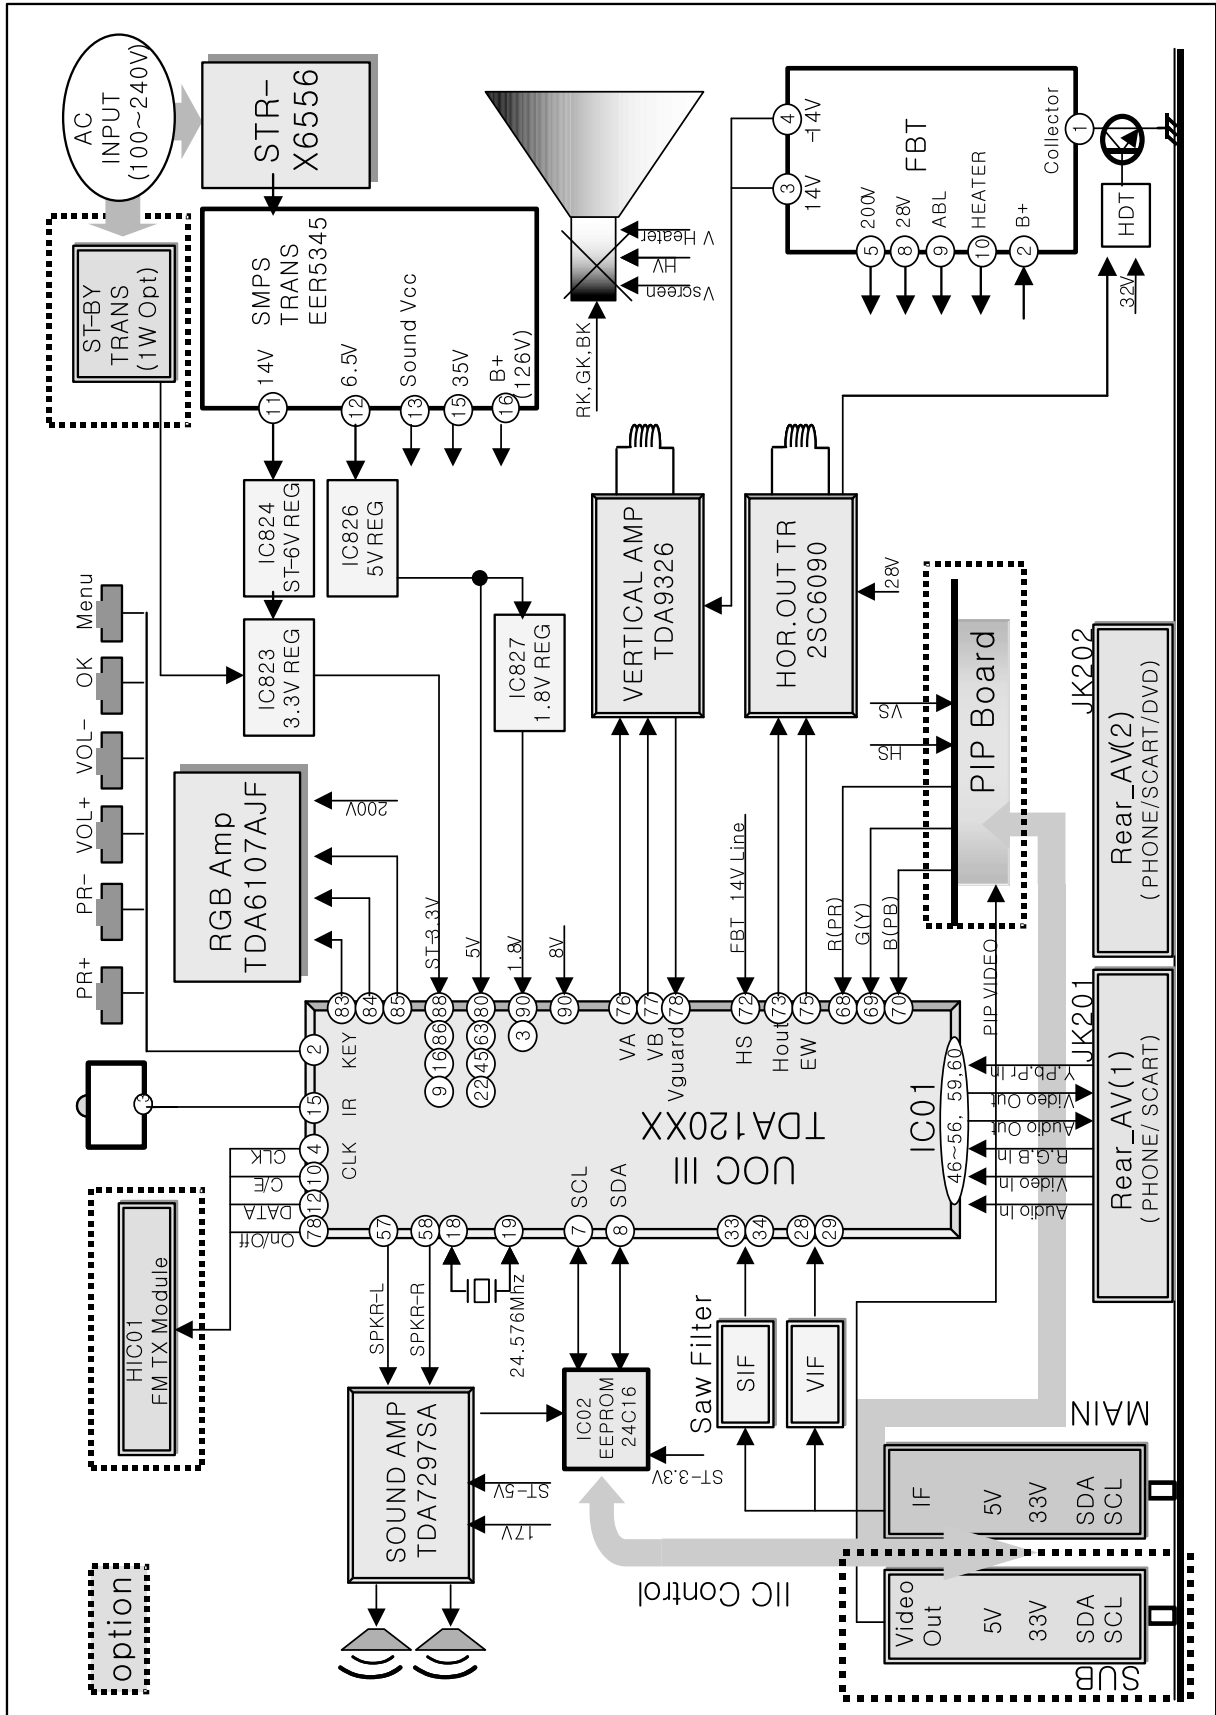 option
HIC01
FM TX Module
On/Off
DATA
C/E
CLK
78
12
10
4
15
2
CLK
IR
KEY
3
PR+
PR-
VOL+
VOL-
OK
Menu
ST-BY
TRANS
(1W Opt)
AC
INPUT
(100~240V)
STR-
X6556
SMPS
TRANS
EER5345
14V
6.5V
Sound Vcc
35V
B+
(126V)
11
12
13
15
16
IC824
ST-6V REG
IC826
5V REG
IC823
3.3V REG
IC827
1.8V REG
RGB Amp
TDA6107AJF
200V
83
84
85
ST-3.3V
5V
1.8V
8V
9
16
86
88
22
45
63
80
3
90
90
SOUND AMP
TDA7297SA
SPKR-L
SPKR-R
57
58
18
19
24.576Mhz
ST-5V
17V
IC02
EEPROM
24C16
ST-3.3V
7
8
SCL
SDA
UOC III
TDA120XX
IC01
VA
VB
Vguard
76
77
78
VERTICAL AMP
TDA9326
RK,GK,BK
V Heater
HV
Vscreen
Saw Filter
SIF
VIF
33
34
28
29
HS
Hout
EW
72
73
75
FBT 14V Line
HOR.OUT TR
2SC6090
28V
68
69
70
R(PR)
G(Y)
B(PB)
HS
VS
PIP Board
PIP VIDEO
FBT
4
-14V
3
14V
200V
28V
ABL
HEATER
B+
5
8
9
10
2
Collector
1
HDT
32V
46~56, 59,60
Audio In
Video In
R.G.B In
Audio Out
Video Out
Y.Pb.Pr In
JK201
Rear_AV(1)
(PHONE/ SCART)
JK202
Rear_AV(2)
(PHONE/SCART/DVD)
IIC Control
MAIN
IF
5V
33V
SDA
SCL
SUB
Video
Out
5V
33V
SDA
SCL